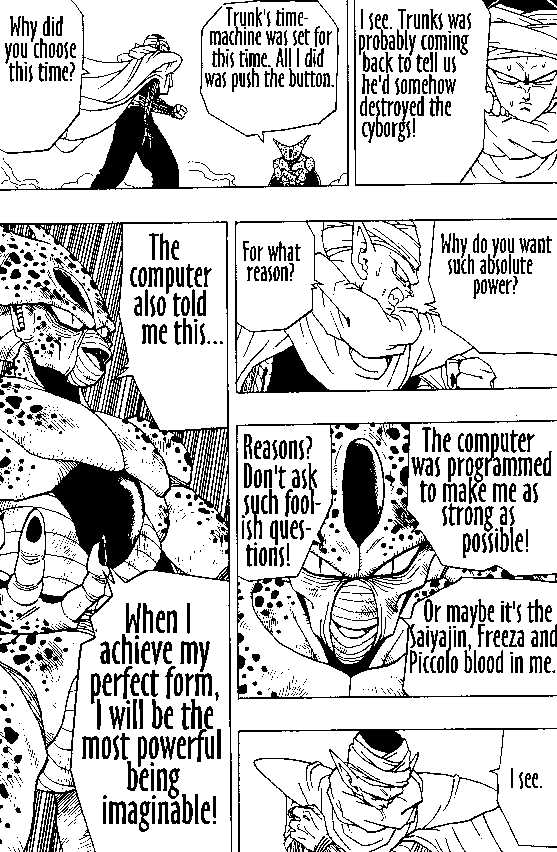 Why did
you choose
this time?
Trunk's time-
machine was set for
this time. All I did
was push the button.
I see. Trunks was
probably coming
back to tell us
he'd somehow
destroyed the
cyborgs!
The
computer
also told
me this...
When I
achieve my
perfect form,
I will be the
most powerful
being
imaginable!
For what
reason?
Why do you want
such absolute
power?
Reasons?
Don't ask
such fool-
ish ques-
tions!
The computer
was programmed
to make me as
strong as
possible!
Or maybe it's the
Saiyajin, Freeza and
Piccolo blood in me.
I see.